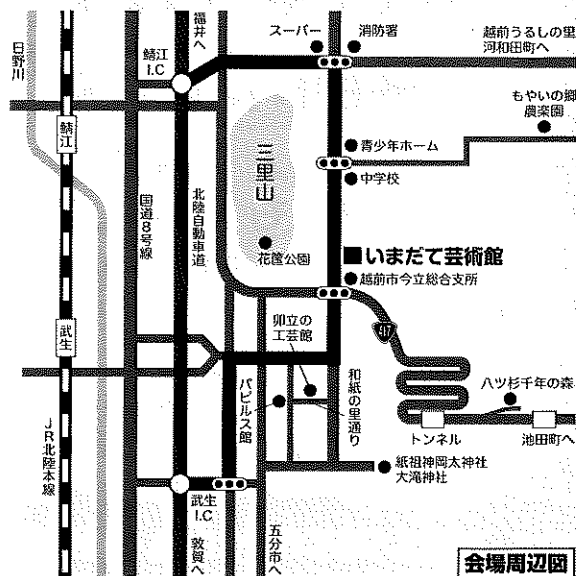 福井へ
スーパー
消防署
越前うるしの里
河和田町へ
日野川
鯖江
I.C
もやいの郷
農楽園
鯖江
青少年ホーム
三里山
中学校
国道8号線
北陸自動車道
花筐公園
■いまだて芸術館
越前市今立総合支所
卯立の
工芸館
417
武生
パピルス館
和紙の里通り
八ツ杉千年の森
トンネル
池田町へ
JR北陸本線
紙祖神岡太神社
大滝神社
武生
I.C
敦賀へ
五分市へ
会場周辺図